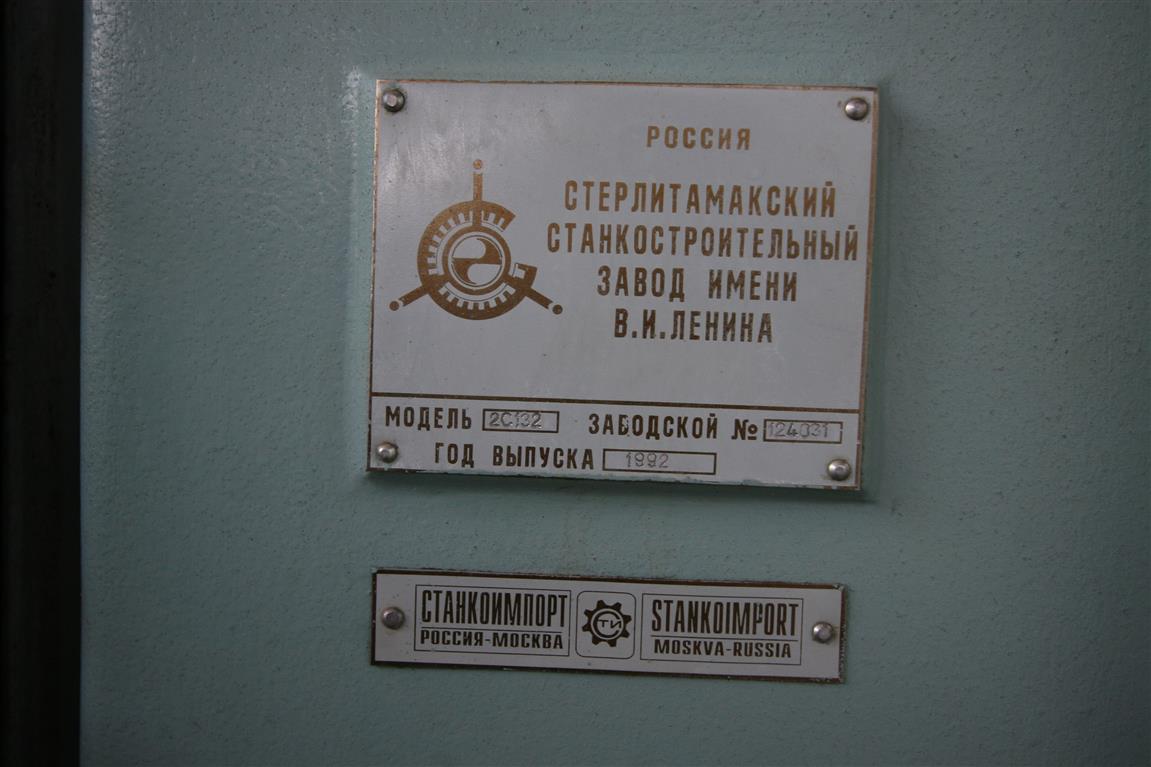 РОССИЯ
СТЕРЛИТАМАКСКИЙ
СТАНКОСТРОИТЕЛЬНЫЙ
ЗАВОД ИМЕНИ
В.И.ЛЕНИНА
МОДЕЛЬ 2С132 ЗАВОДСКОЙ № 124031
ГОД ВЫПУСКА 1992
СТАНКОИМПОРТ
РОССИЯ-МОСКВА
СТИ
STANKOIMPORT
MOSKVA-RUSSIA